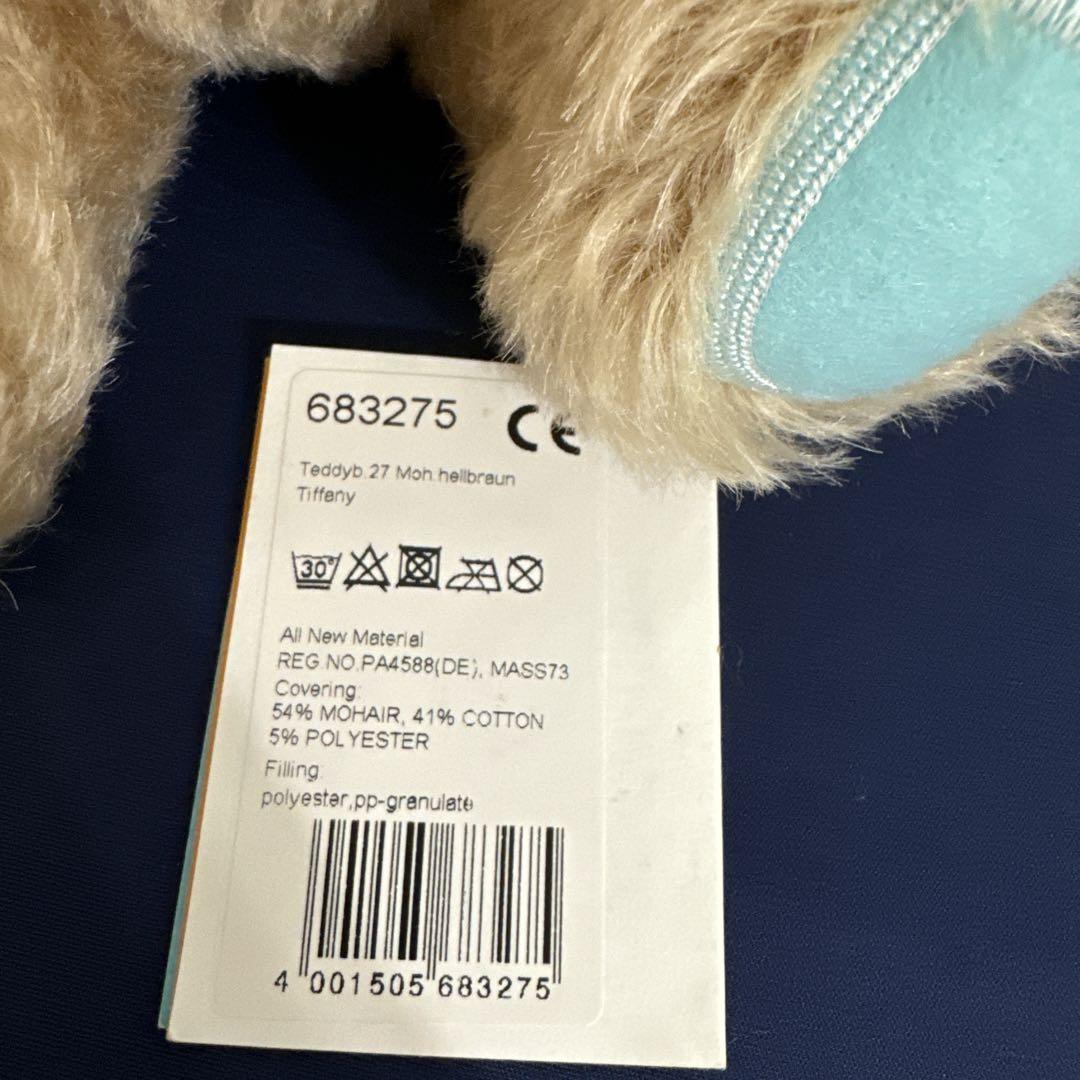 683275 CE
Teddyb.27 Moh.hellbraun
Tiffany
30°
All New Material
REG.NO.PA4588(DE), MASS73
Covering:
54% MOHAIR, 41% COTTON
5% POLYESTER
Filling:
polyester,pp-granulate
4 001505 683275